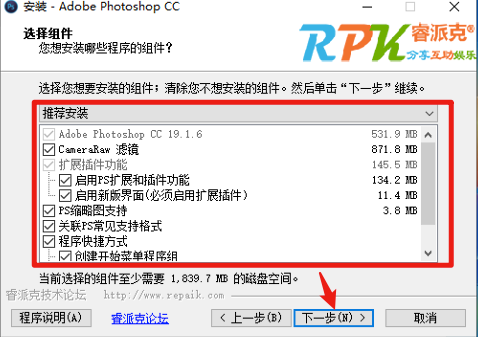 安装 - Adobe Photoshop CC
选择组件
您想安装哪些程序的组件？
RPK 睿派克®
分享互动娱乐
选择您想要安装的组件；清除您不想安装的组件。然后单击“下一步”继续。
推荐安装
Adobe Photoshop CC 19.1.6 531.9 MB
CameraRaw 滤镜 871.8 MB
扩展插件功能 145.5 MB
启用PS扩展和插件功能 134.2 MB
启用新版界面(必须启用扩展插件) 11.4 MB
PS缩略图支持 3.8 MB
关联PS常见支持格式
程序快捷方式
创建开始菜单程序组
当前选择的组件至少需要 1,839.7 MB 的磁盘空间。
睿派克技术论坛 http://www.repaik.com
程序说明(A) 睿派克论坛 < 上一步(B) 下一步(N) > 取消